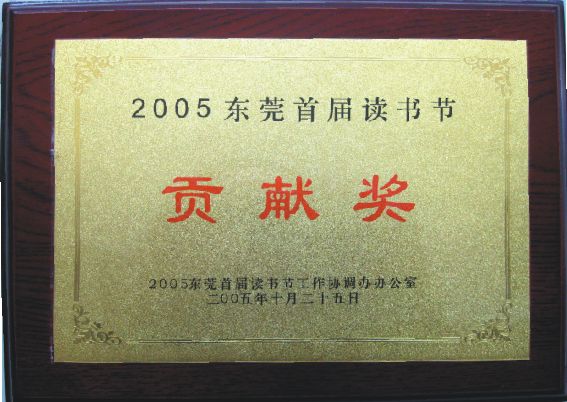 2005东莞首届读书节
贡献奖
2005东莞首届读书节工作协调办办公室
二00五年十月二十五日